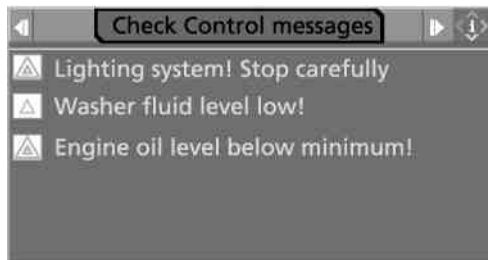 Check Control messages
Lighting system! Stop carefully
Washer fluid level low!
Engine oil level below minimum!